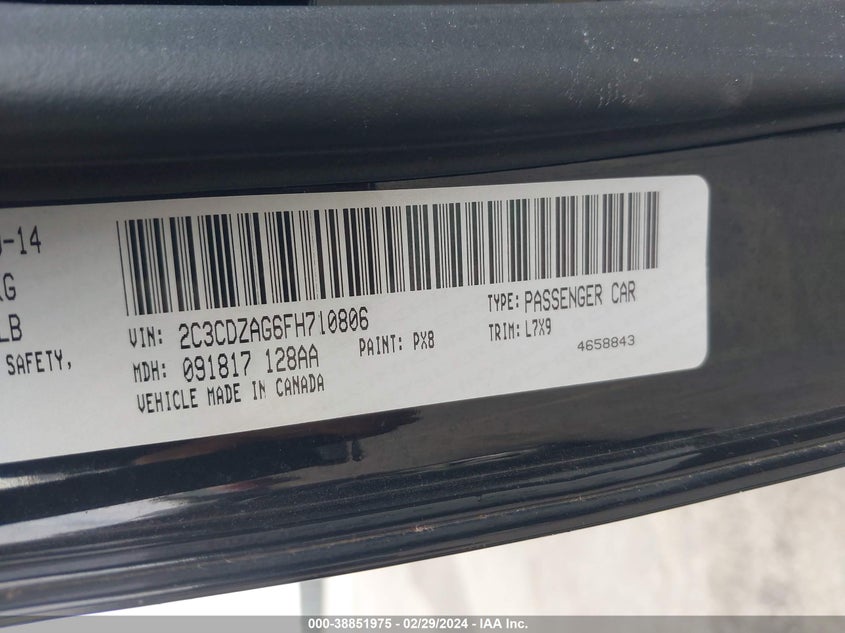 -14
KG
LB
SAFETY,
VIN: 2C3CDZAG6FH710806
TYPE: PASSENGER CAR
MDH: 091817 128AA
PAINT: PX8
TRIM: L7X9
VEHICLE MADE IN CANADA
4658843
000-38851975 - 02/29/2024 - IAA Inc.